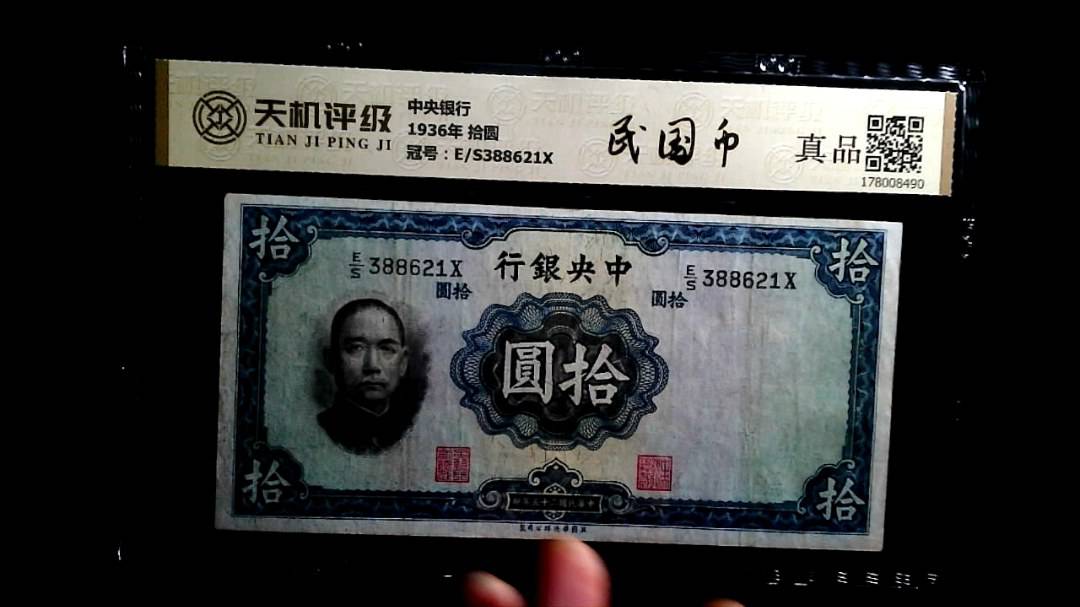 天机评级
TIAN JI PING JI
中央银行
1936年 拾圆
冠号：E/S388621X
民国币
真品
178008490
拾
拾
E/S 388621X
行銀央中
E/S 388621X
圓拾
圓拾
圓拾
拾
拾